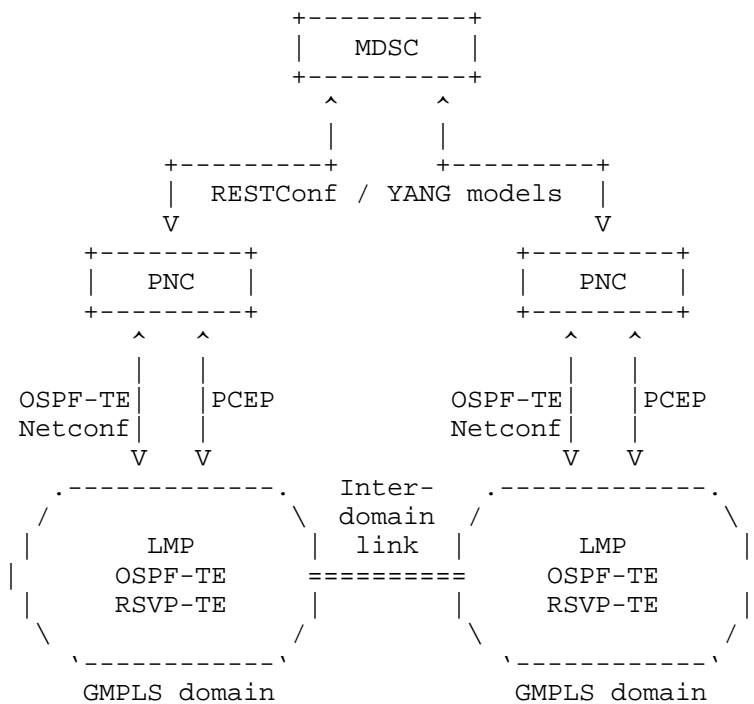 MDSC
RESTConf / YANG models
PNC PNC
OSPF-TE PCEP OSPF-TE PCEP
Netconf Netconf
Inter-
domain
LMP link LMP
OSPF-TE OSPF-TE
RSVP-TE RSVP-TE
GMPLS domain GMPLS domain